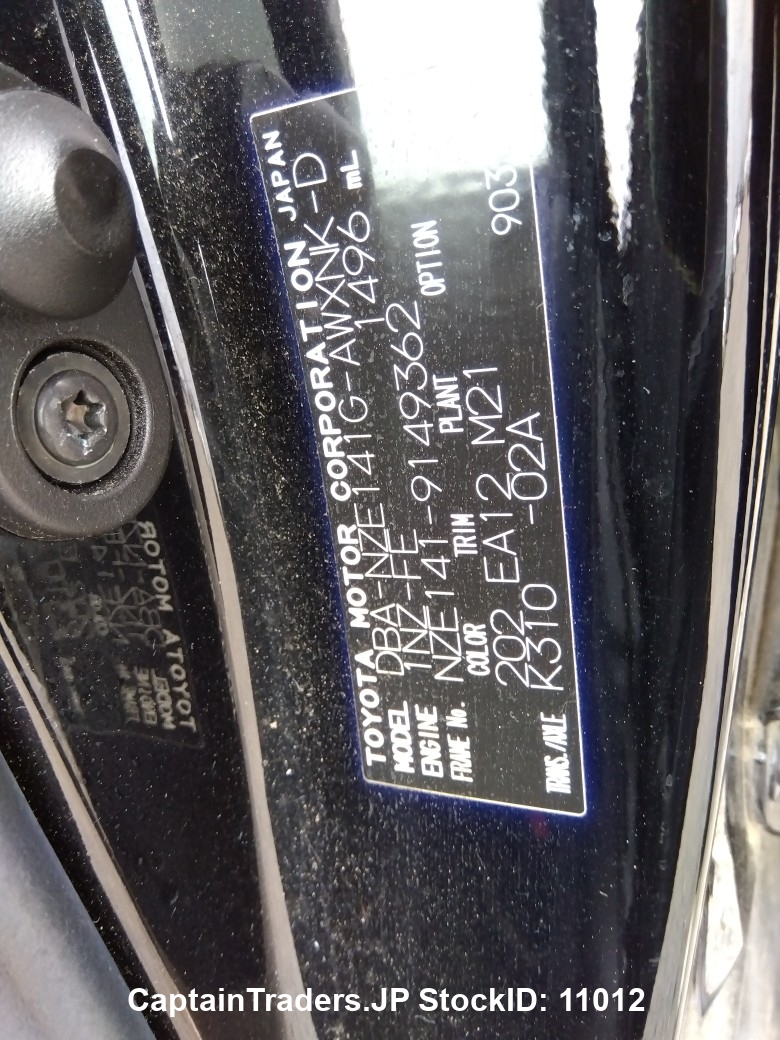 TOYOTA MOTOR CORPORATION JAPAN
MODEL DBA-NZE141G-AWXNK-D
ENGINE 1NZ-FE 1496 mL
FRAME No. NZE141-9149362
COLOR TRIM PLANT OPTION
202 EA12 M21
TRANS./AXLE K310 -02A 903
CaptainTraders.JP StockID: 11012